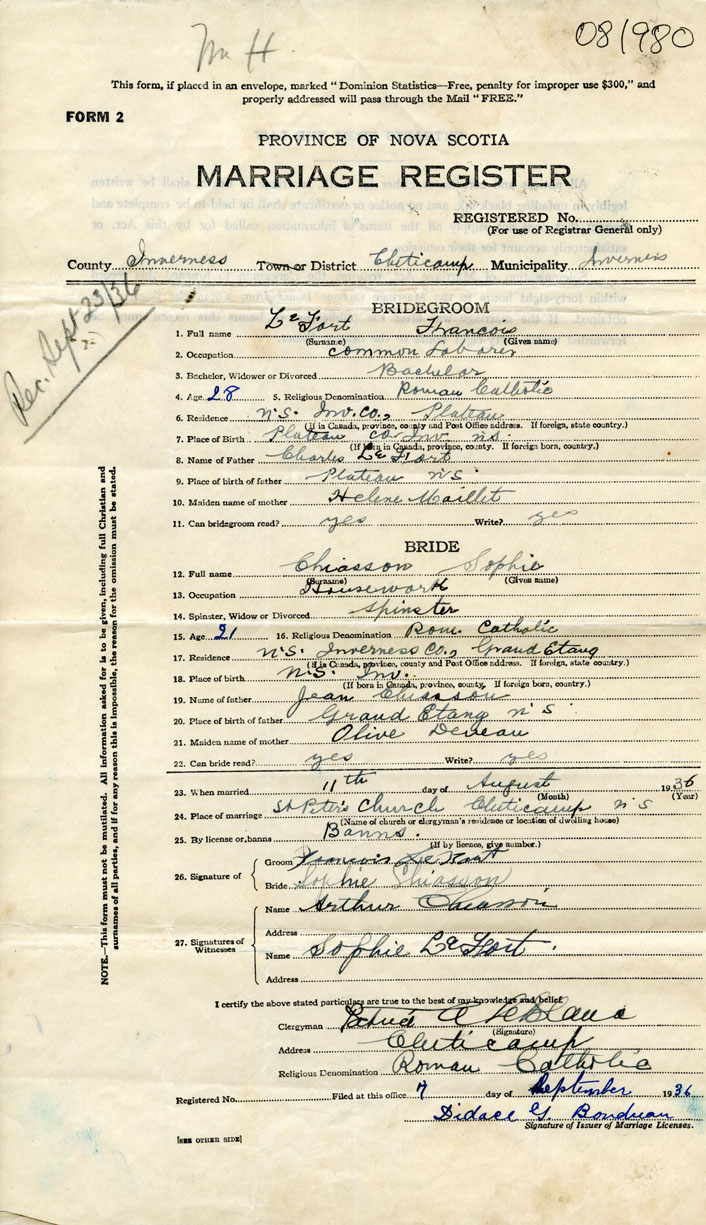 Mr H.
081980
This form, if placed in an envelope, marked "Dominion Statistics—Free, penalty for improper use $300," and
properly addressed will pass through the Mail "FREE."
FORM 2
PROVINCE OF NOVA SCOTIA
MARRIAGE REGISTER
REGISTERED No.
(For use of Registrar General only)
County Inverness Town or District Cheticamp Municipality Inverness
Rec. Sept 23/36
BRIDEGROOM
1. Full name LeFort Francois
(Surname) (Given name)
2. Occupation common Laborer
3. Bachelor, Widower or Divorced Bachelor
4. Age 28 5. Religious Denomination Roman Catholic
6. Residence N.S. Inv. Co., Plateau
(If in Canada, province, county and Post Office address. If foreign, state country.)
7. Place of Birth Plateau Co. Inv. N.S.
(If born in Canada, province, county. If foreign born, country.)
8. Name of Father Charles LeFort
9. Place of birth of father Plateau N.S.
10. Maiden name of mother Helene Maillet
11. Can bridegroom read? yes Write? yes
BRIDE
12. Full name Chiasson Sophie
(Surname) (Given name)
13. Occupation Housework
14. Spinster, Widow or Divorced Spinster
15. Age 21 16. Religious Denomination Rom. Catholic
17. Residence N.S. Inverness Co., Grand Etang
(If in Canada, province, county and Post Office address. If foreign, state country.)
18. Place of birth N.S. Inv.
(If born in Canada, province, county. If foreign born, country.)
19. Name of father Jean Chiasson
20. Place of birth of father Grand Etang N.S.
21. Maiden name of mother Olive Deveau
22. Can bride read? yes Write? yes
23. When married 11th day of August 1936
(Month) (Year)
24. Place of marriage St Peter's Church Cheticamp N.S
(Name of church or clergyman's residence or location of dwelling house)
25. By license or banns Banns.
(If by licence, give number.)
26. Signature of
Groom Francois LeFort
Bride Sophie Chiasson
27. Signatures of Witnesses
Name Arthur Chiasson
Address
Name Sophie LeFort.
Address
NOTE.—This form must not be mutilated. All information asked for is to be given, including full Christian and
surnames of all parties, and if for any reason this is impossible, the reason for the omission must be stated.
I certify the above stated particulars are true to the best of my knowledge and belief
Clergyman Patrick A LeBlanc
(Signature)
Address Cheticamp
Religious Denomination Roman Catholic
Registered No. Filed at this office 7 day of September 1936
Didace G. Boudreau
Signature of Issuer of Marriage Licenses.
[SEE OTHER SIDE]